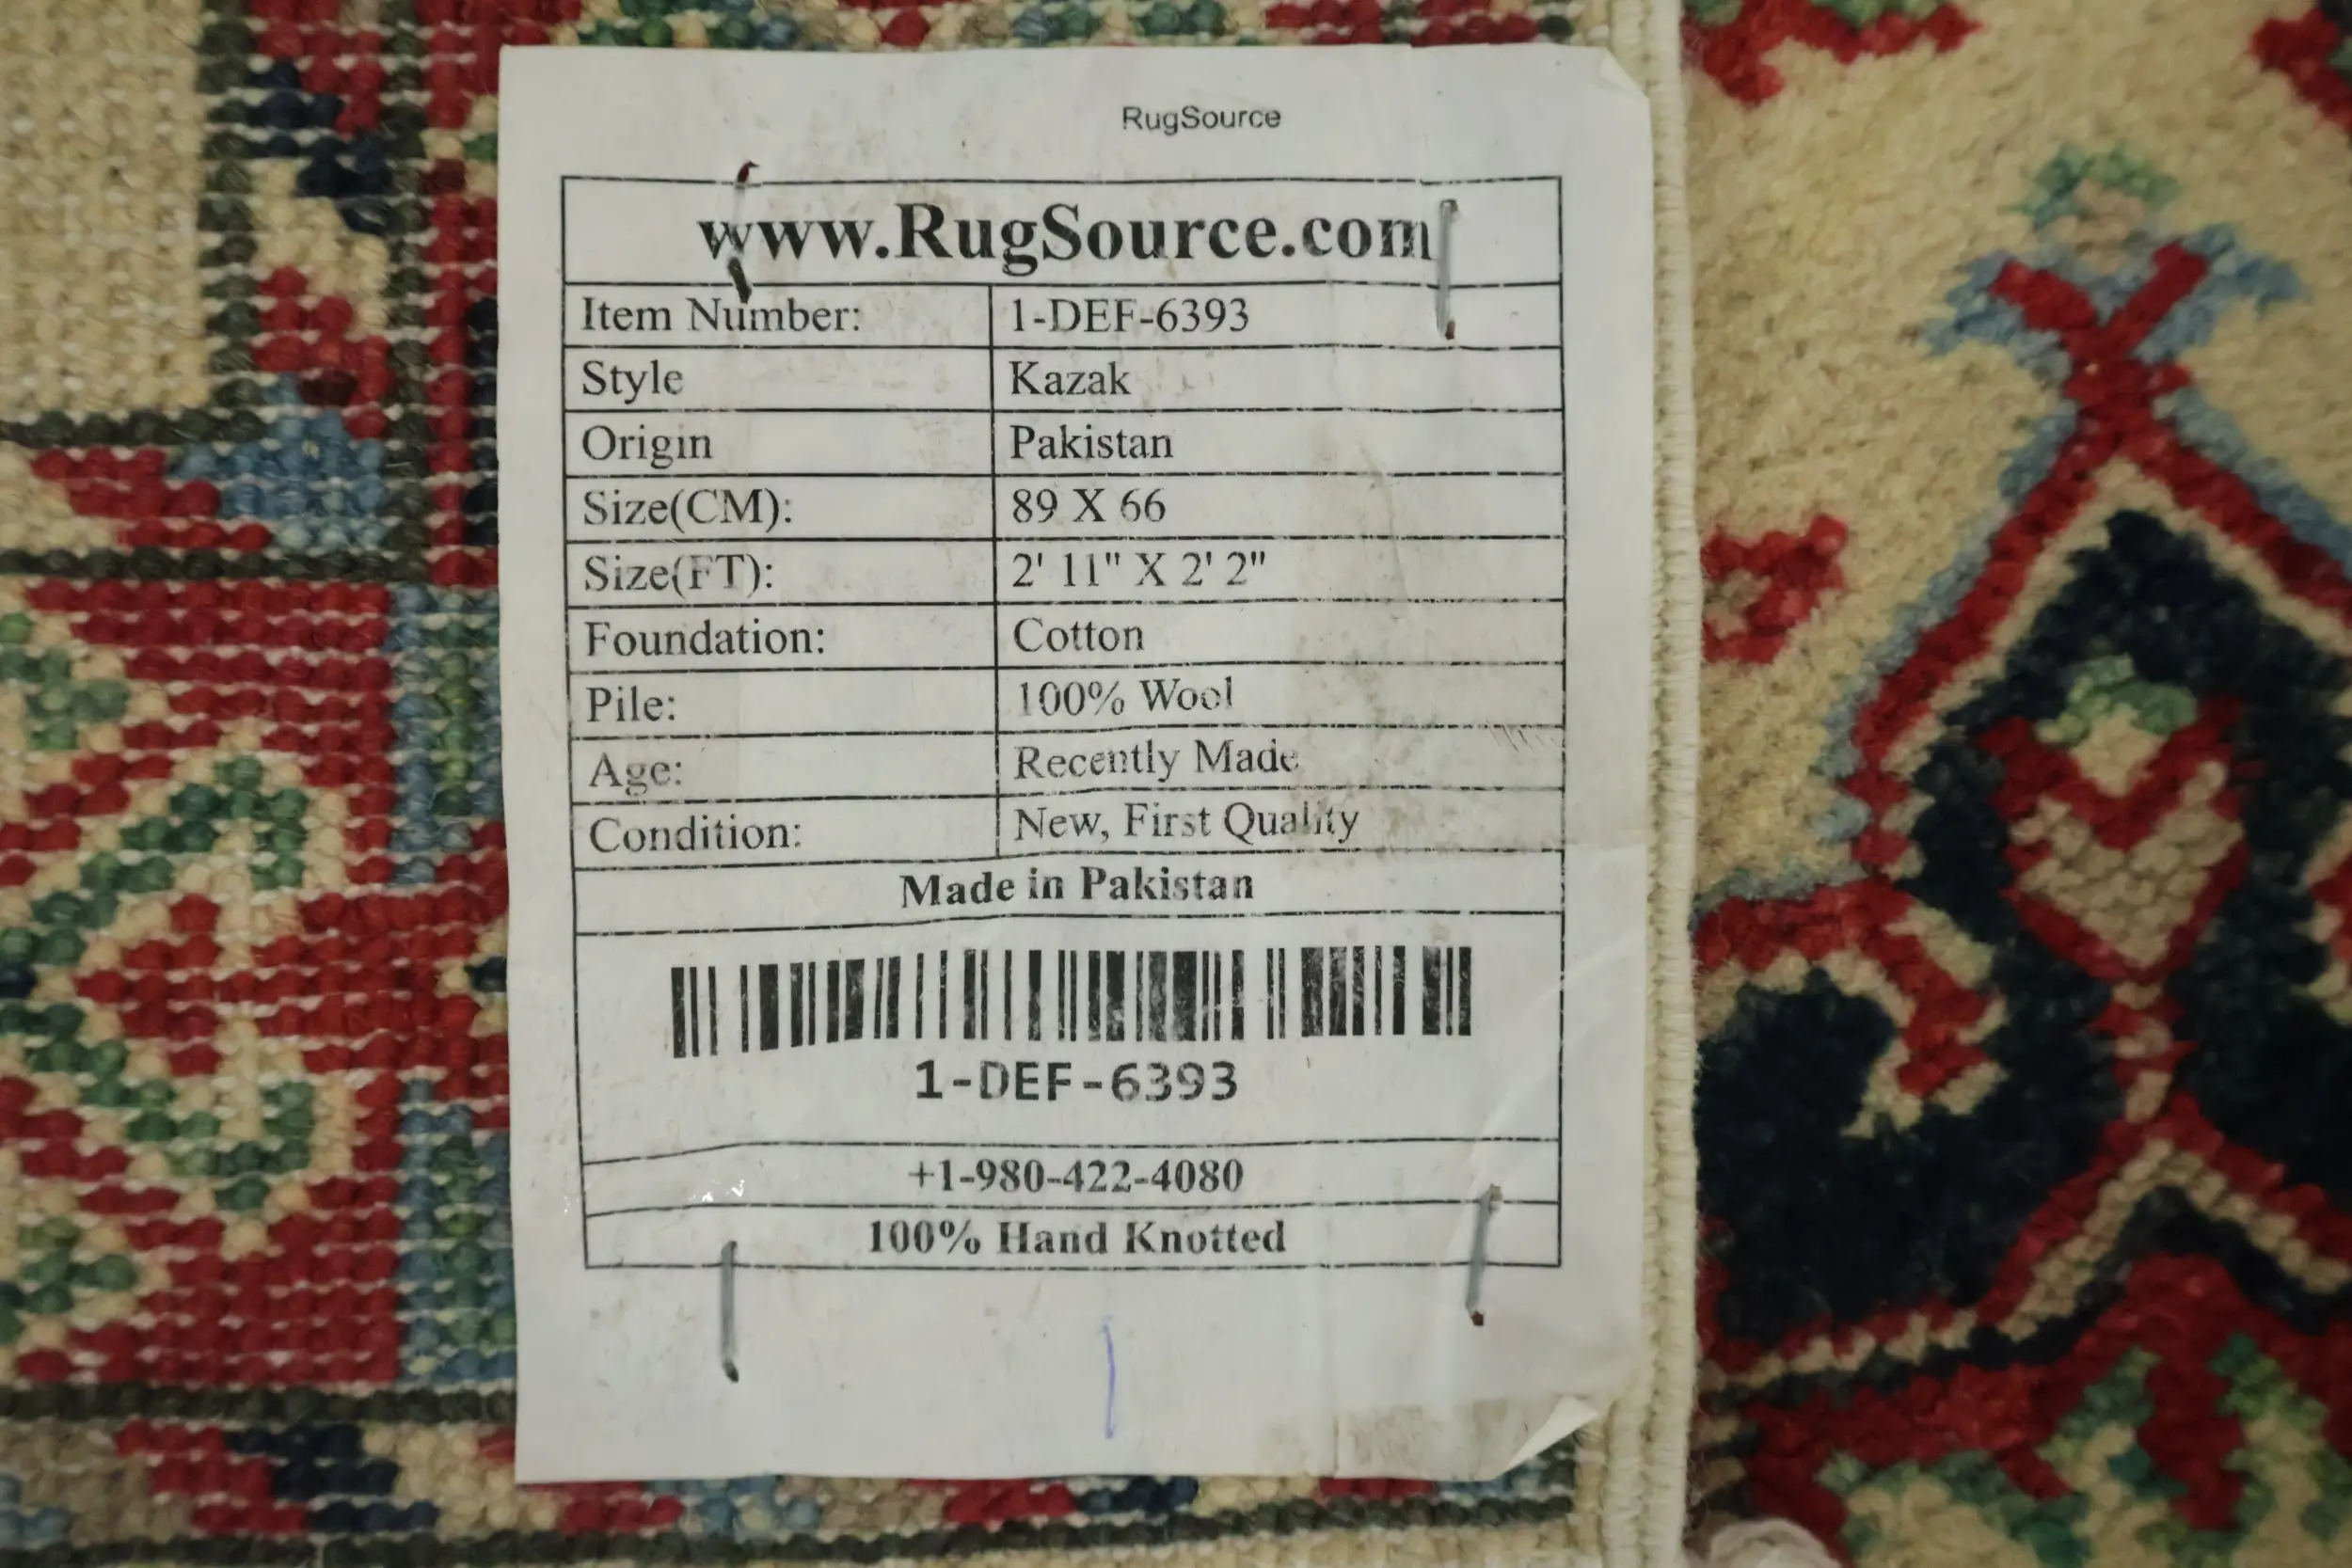 RugSource
www.RugSource.com
Item Number: 1-DEF-6393
Style Kazak
Origin Pakistan
Size(CM): 89 X 66
Size(FT): 2' 11" X 2' 2"
Foundation: Cotton
Pile: 100% Wool
Age: Recently Made
Condition: New, First Quality
Made in Pakistan
1-DEF-6393
+1-980-422-4080
100% Hand Knotted